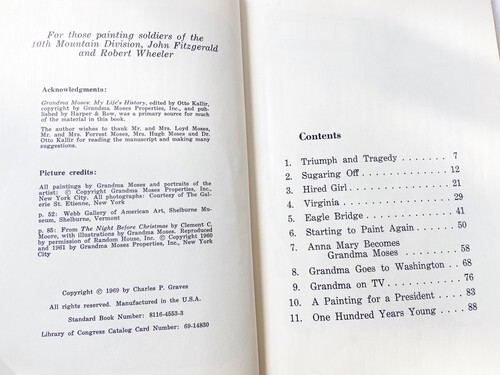 For those painting soldiers of the
10th Mountain Division, John Fitzgerald
and Robert Wheeler
Acknowledgments:
Grandma Moses: My Life's History, edited by Otto Kallir,
copyright by Grandma Moses Properties, Inc., and pub-
lished by Harper & Row, was a primary source for much
of the material in this book.
The author wishes to thank Mr. and Mrs. Loyd Moses,
Mr. and Mrs. Forrest Moses, Mrs. Hugh Moses and Dr.
Otto Kallir for reading the manuscript and making many
suggestions.
Picture credits:
All paintings by Grandma Moses and portraits of the
artist: © Copyright Grandma Moses Properties, Inc.,
New York City. All photographs: Courtesy of The Gale-
rie St. Etienne, New York
p. 52: Webb Gallery of American Art, Shelburne Mu-
seum, Shelburne, Vermont
p. 85: From The Night Before Christmas by Clement C.
Moore, with illustrations by Grandma Moses. Reproduced
by permission of Random House, Inc. © Copyright 1960
and 1961 by Grandma Moses Properties, Inc., New York
City
Copyright © 1969 by Charles P. Graves
All rights reserved. Manufactured in the U.S.A.
Standard Book Number: 8116-4553-3
Library of Congress Catalog Card Number: 69-14830
Contents
1. Triumph and Tragedy . . . . . . . 7
2. Sugaring Off . . . . . . . . . . . 12
3. Hired Girl . . . . . . . . . . . . 21
4. Virginia . . . . . . . . . . . . . 29
5. Eagle Bridge . . . . . . . . . . . 41
6. Starting to Paint Again . . . . . 50
7. Anna Mary Becomes
Grandma Moses . . . . . . . 58
8. Grandma Goes to Washington . . 68
9. Grandma on TV . . . . . . . . . . 76
10. A Painting for a President . . . . 83
11. One Hundred Years Young . . . . 88